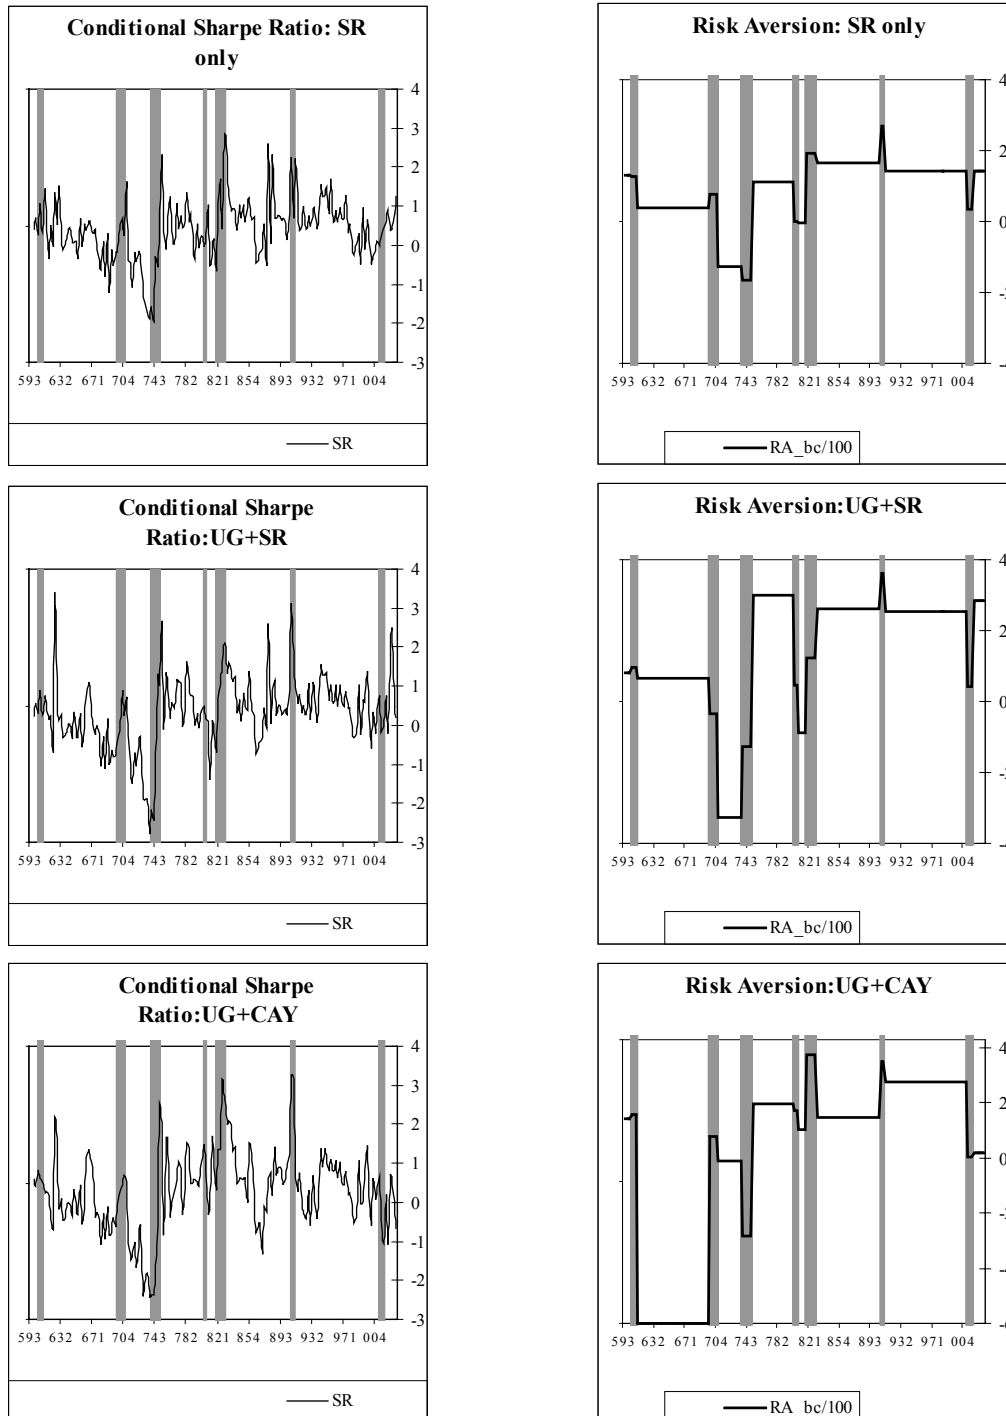 Conditional Sharpe Ratio: SR
only
4
3
2
1
0
-1
-2
-3
593 632 671 704 743 782 821 854 893 932 971 004
SR
Risk Aversion: SR only
4
2
0
-4
593 632 671 704 743 782 821 854 893 932 971 004
RA_bc/100
Conditional Sharpe
Ratio:UG+SR
4
3
2
1
0
-1
-2
-3
593 632 671 704 743 782 821 854 893 932 971 004
SR
Risk Aversion:UG+SR
4
2
0
-4
593 632 671 704 743 782 821 854 893 932 971 004
RA_bc/100
Conditional Sharpe
Ratio:UG+CAY
4
3
2
1
0
-1
-2
-3
593 632 671 704 743 782 821 854 893 932 971 004
SR
Risk Aversion:UG+CAY
4
2
0
-4
593 632 671 704 743 782 821 854 893 932 971 004
RA_bc/100